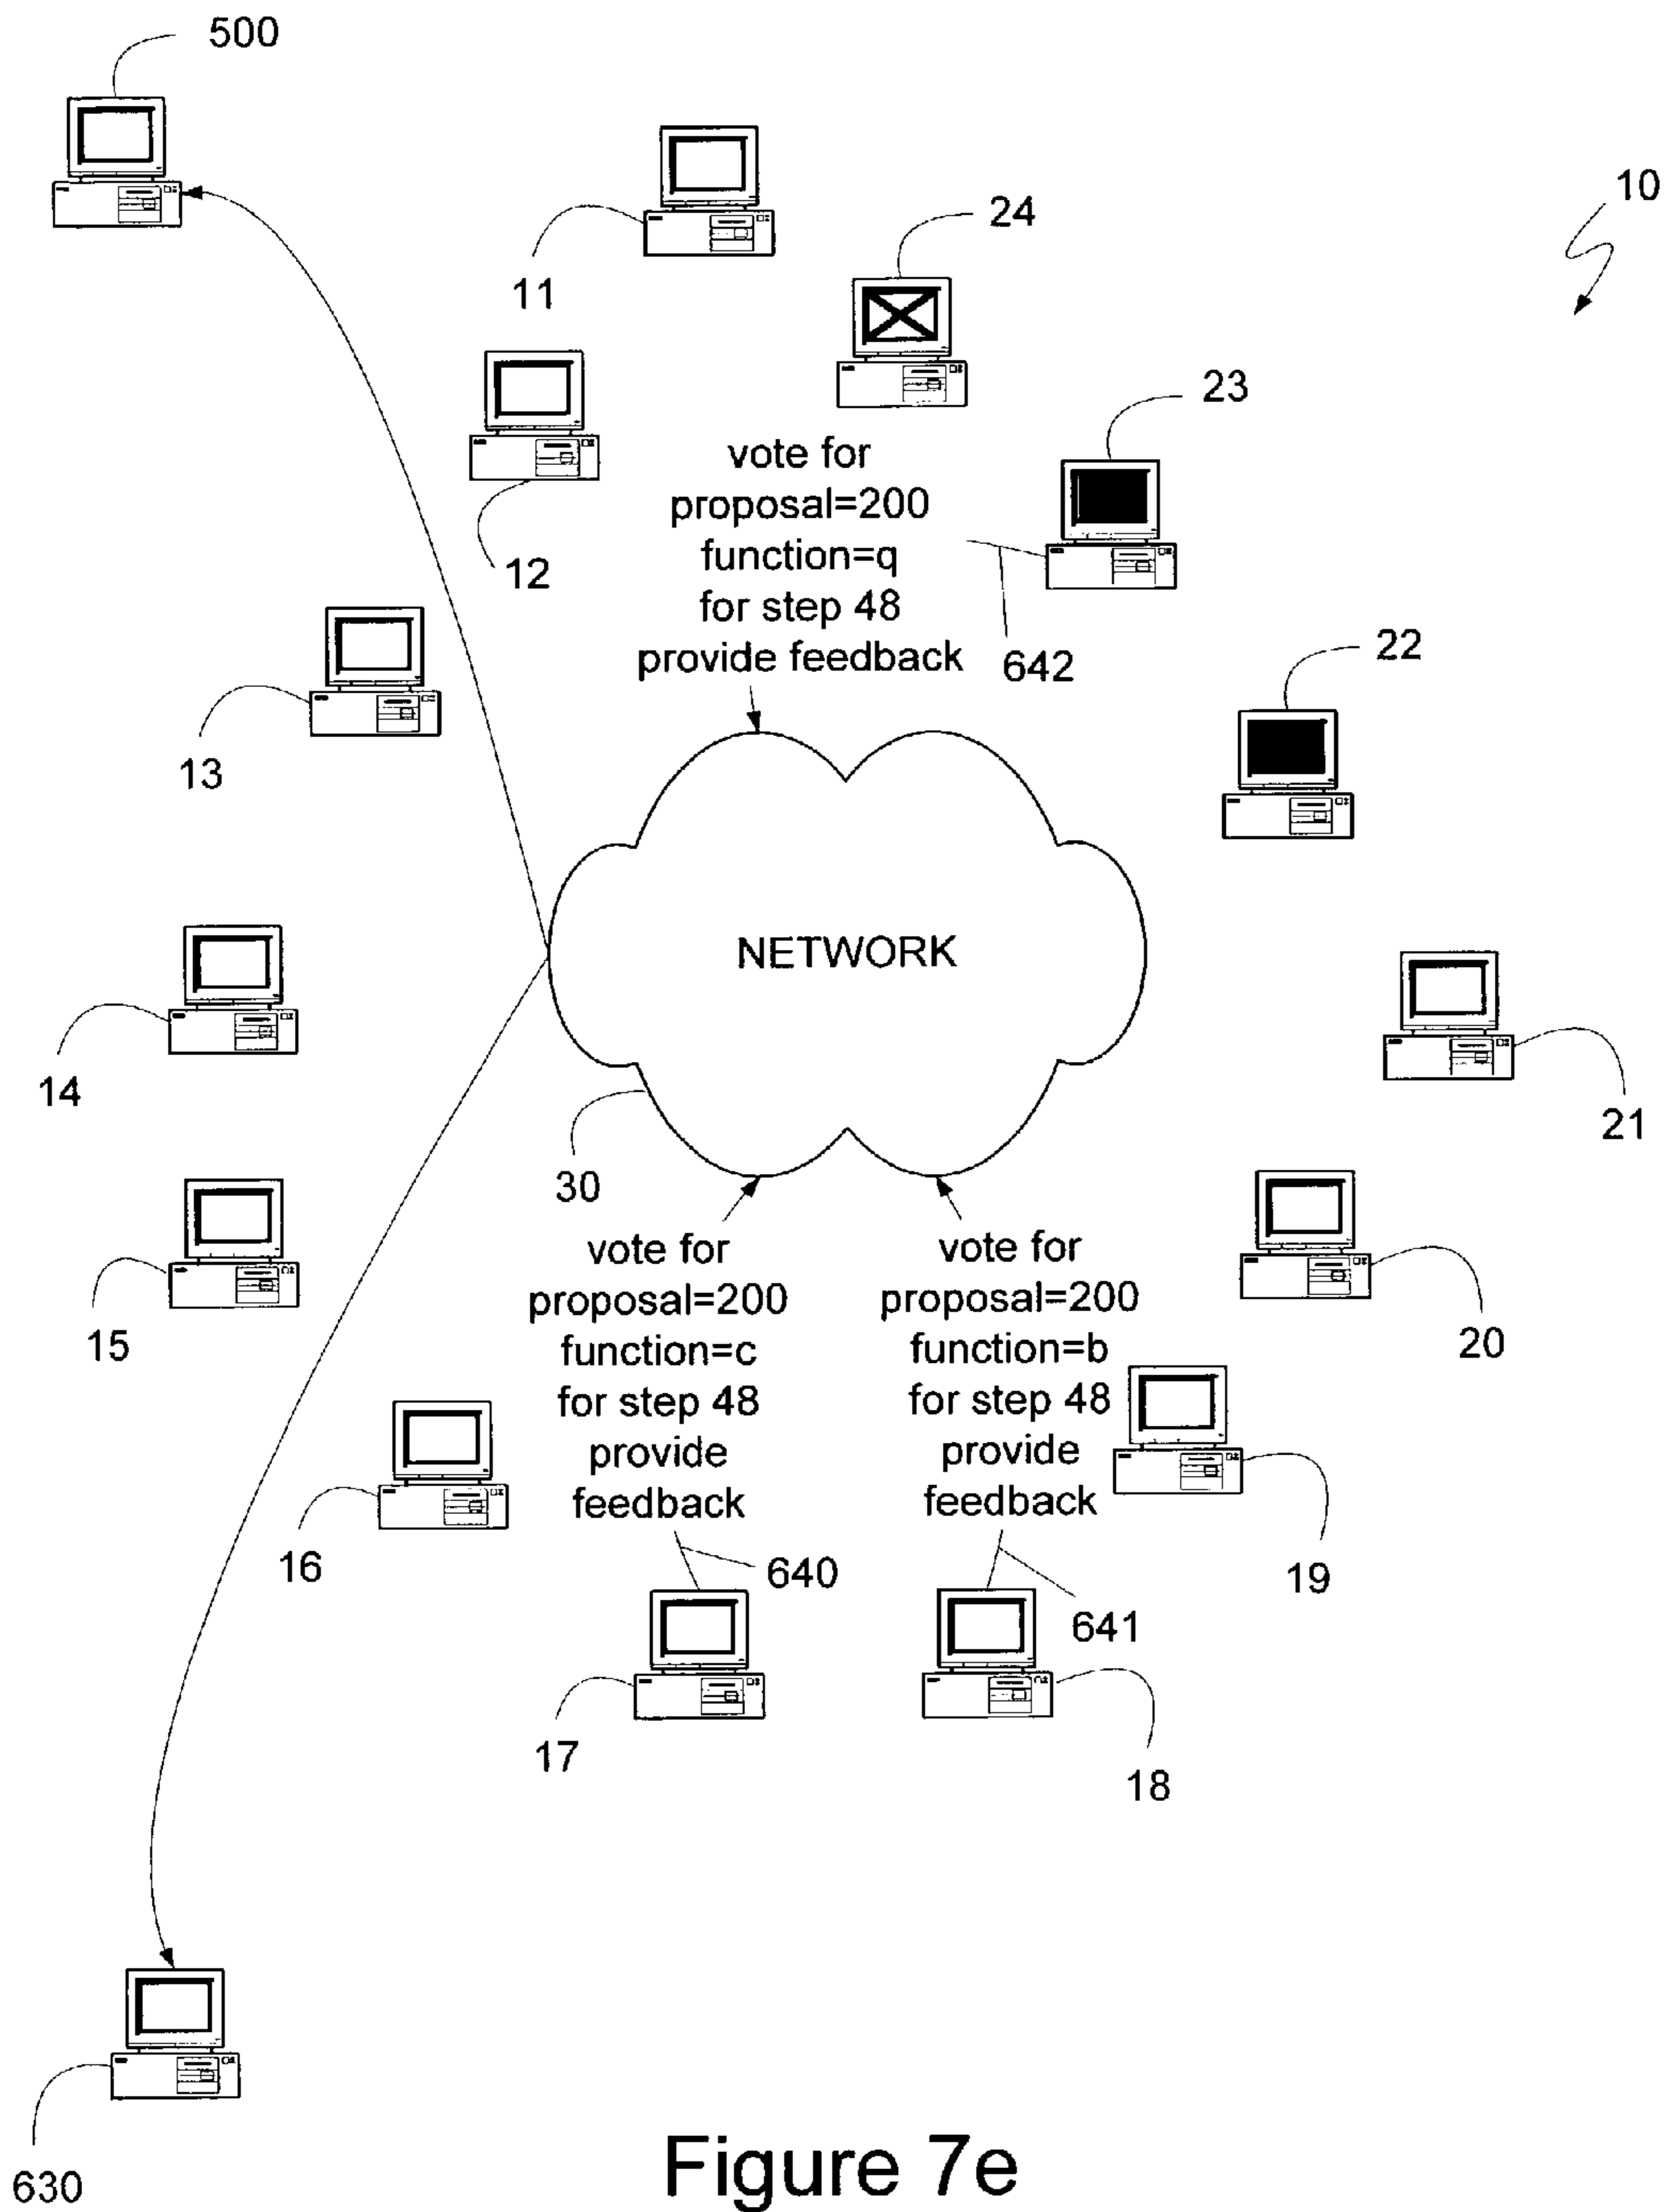 500
10
24
11
23
vote for
proposal=200
function=q
for step 48
provide feedback
12
642
22
13
NETWORK
14
21
30
vote for
proposal=200
function=c
for step 48
provide
feedback
vote for
proposal=200
function=b
for step 48
provide
feedback
15
20
16
640
19
641
17
18
630
Figure 7e